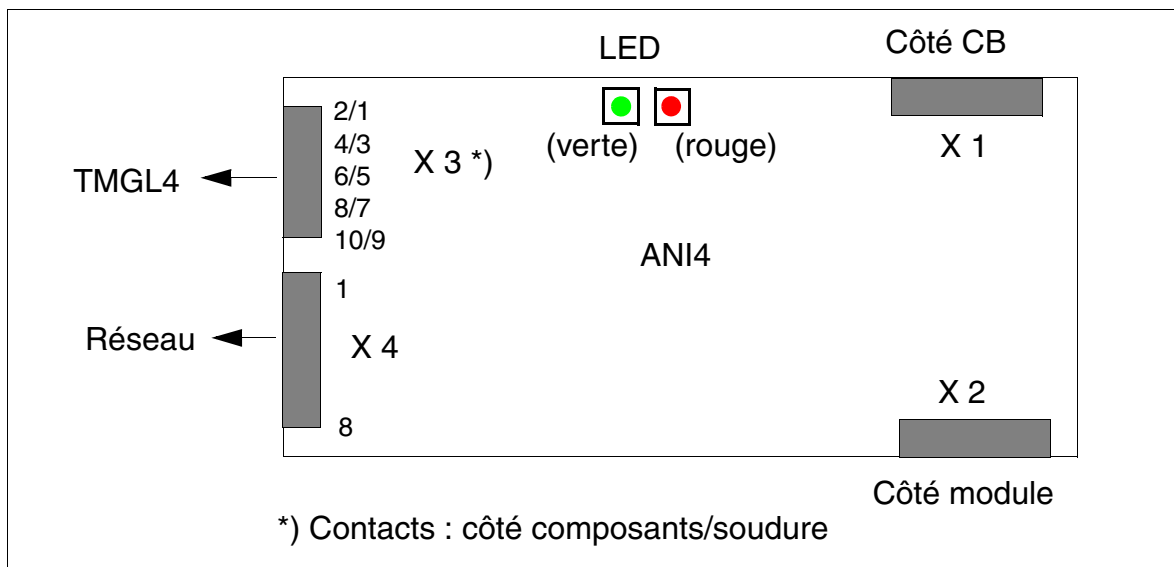 LED
Côté CB
2/1
4/3
6/5
8/7
10/9
X 3 *)
(verte)
(rouge)
X 1
TMGL4
ANI4
1
Réseau
X 4
8
X 2
Côté module
*) Contacts : côté composants/soudure